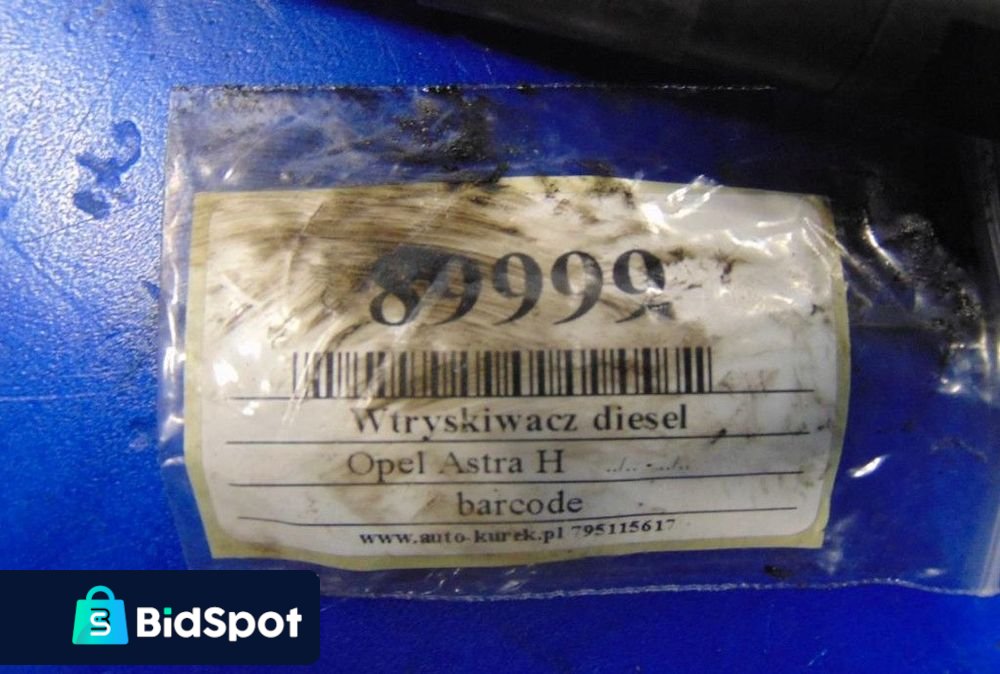 89999
Wtryskiwacz diesel
Opel Astra H ../.. - ../..
barcode
www.auto-kurek.pl 795115617
BidSpot